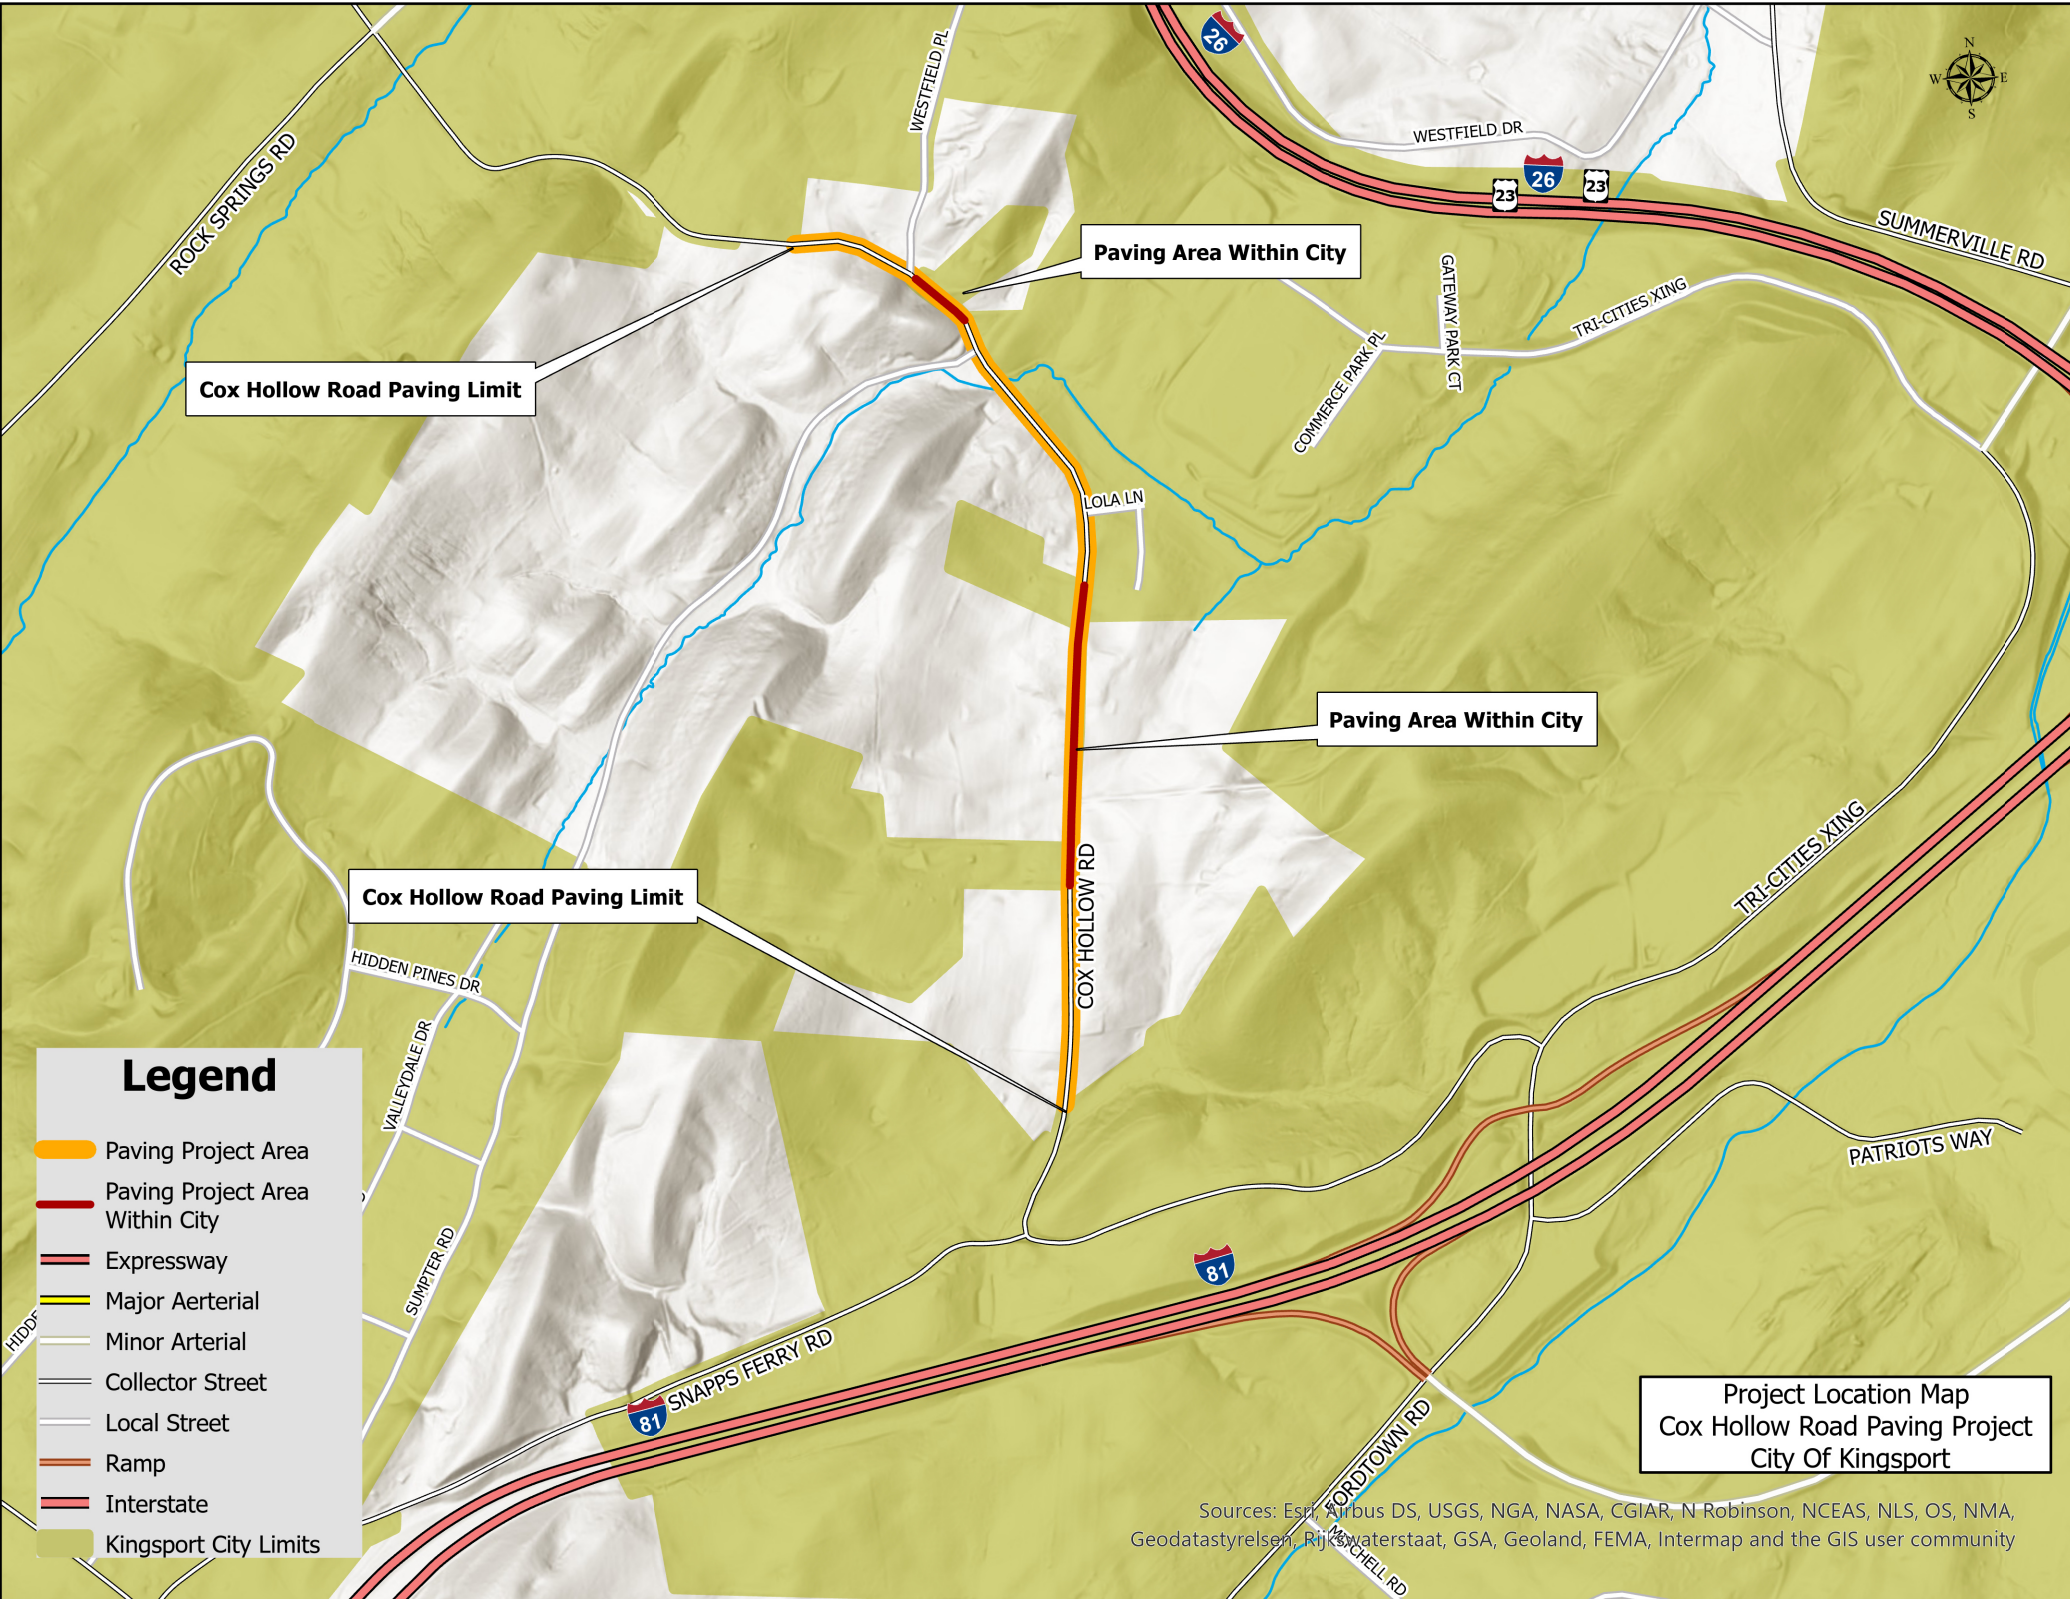 WESTFIELD PL
26
N
W
E
S
WESTFIELD DR
26
23
23
ROCK SPRINGS RD
SUMMERVILLE RD
Paving Area Within City
GATEWAY PARK CT
TRI-CITIES XING
COMMERCE PARK PL
Cox Hollow Road Paving Limit
LOLA LN
Paving Area Within City
TRI-CITIES XING
Cox Hollow Road Paving Limit
COX HOLLOW RD
HIDDEN PINES DR
VALLEYDALE DR
PATRIOTS WAY
SUMPTER RD
81
SNAPPS FERRY RD
81
FORDTOWN RD
MITCHELL RD
HIDDE
Legend
Paving Project Area
Paving Project Area
Within City
Expressway
Major Aerterial
Minor Arterial
Collector Street
Local Street
Ramp
Interstate
Kingsport City Limits
Project Location Map
Cox Hollow Road Paving Project
City Of Kingsport
Sources: Esri, Airbus DS, USGS, NGA, NASA, CGIAR, N Robinson, NCEAS, NLS, OS, NMA,
Geodatastyrelsen, Rijkswaterstaat, GSA, Geoland, FEMA, Intermap and the GIS user community